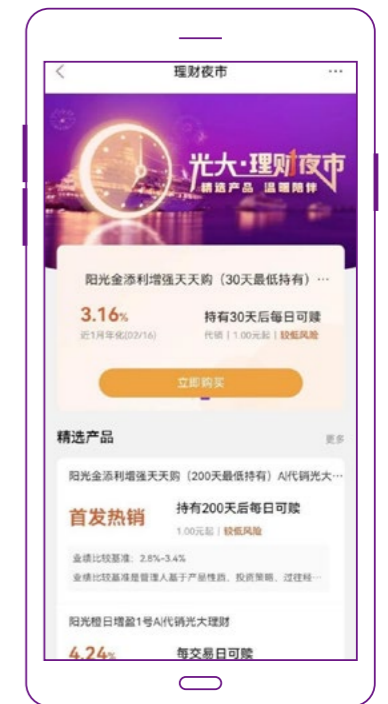 理财夜市
光大·理财夜市
精选产品 温暖陪伴
阳光金添利增强天天购（30天最低持有）…
3.16%
持有30天后每日可赎
近1月年化(02/16)
代销 | 1.00元起 | 较低风险
立即购买
精选产品
更多
阳光金添利增强天天购（200天最低持有）A代销光大…
首发热销
持有200天后每日可赎
1.00元起 | 较低风险
业绩比较基准：2.8%-3.4%
业绩比较基准是管理人基于产品性质、投资策略、过往经…
阳光橙日增盈1号A代销光大理财
4.24%
每交易日可赎